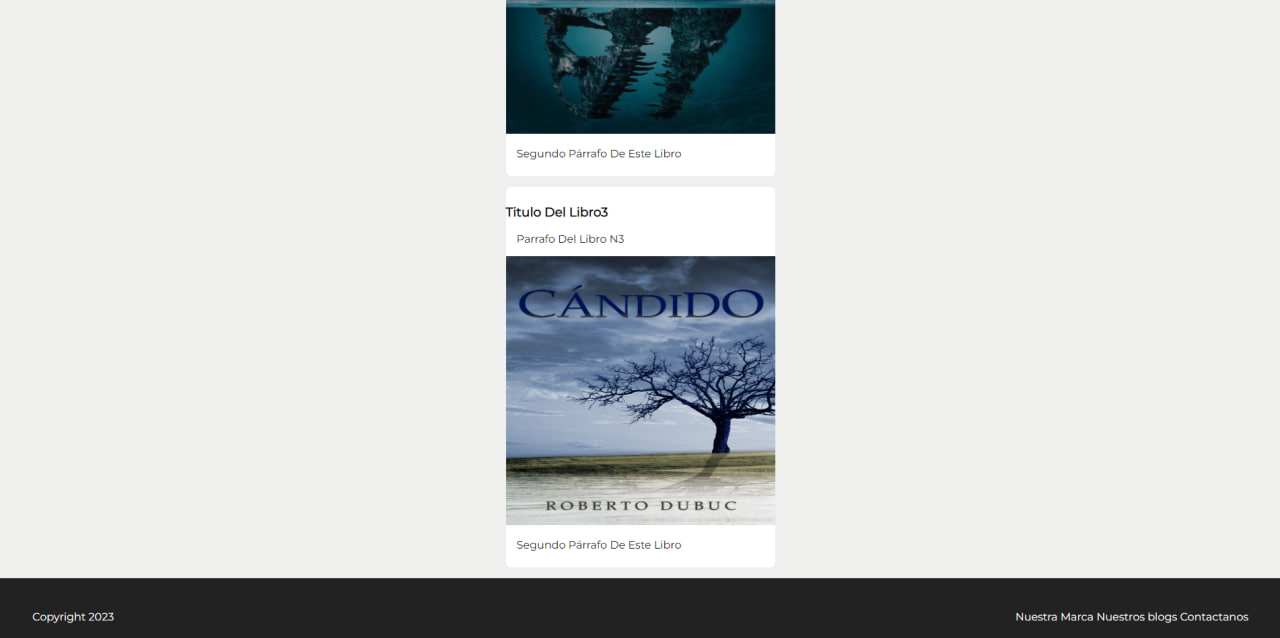 Segundo Párrafo De Este Libro
Titulo Del Libro3
Parrafo Del Libro N3
CÁNDIDO
ROBERTO DUBUC
Segundo Párrafo De Este Libro
Copyright 2023
Nuestra Marca Nuestros blogs Contactanos